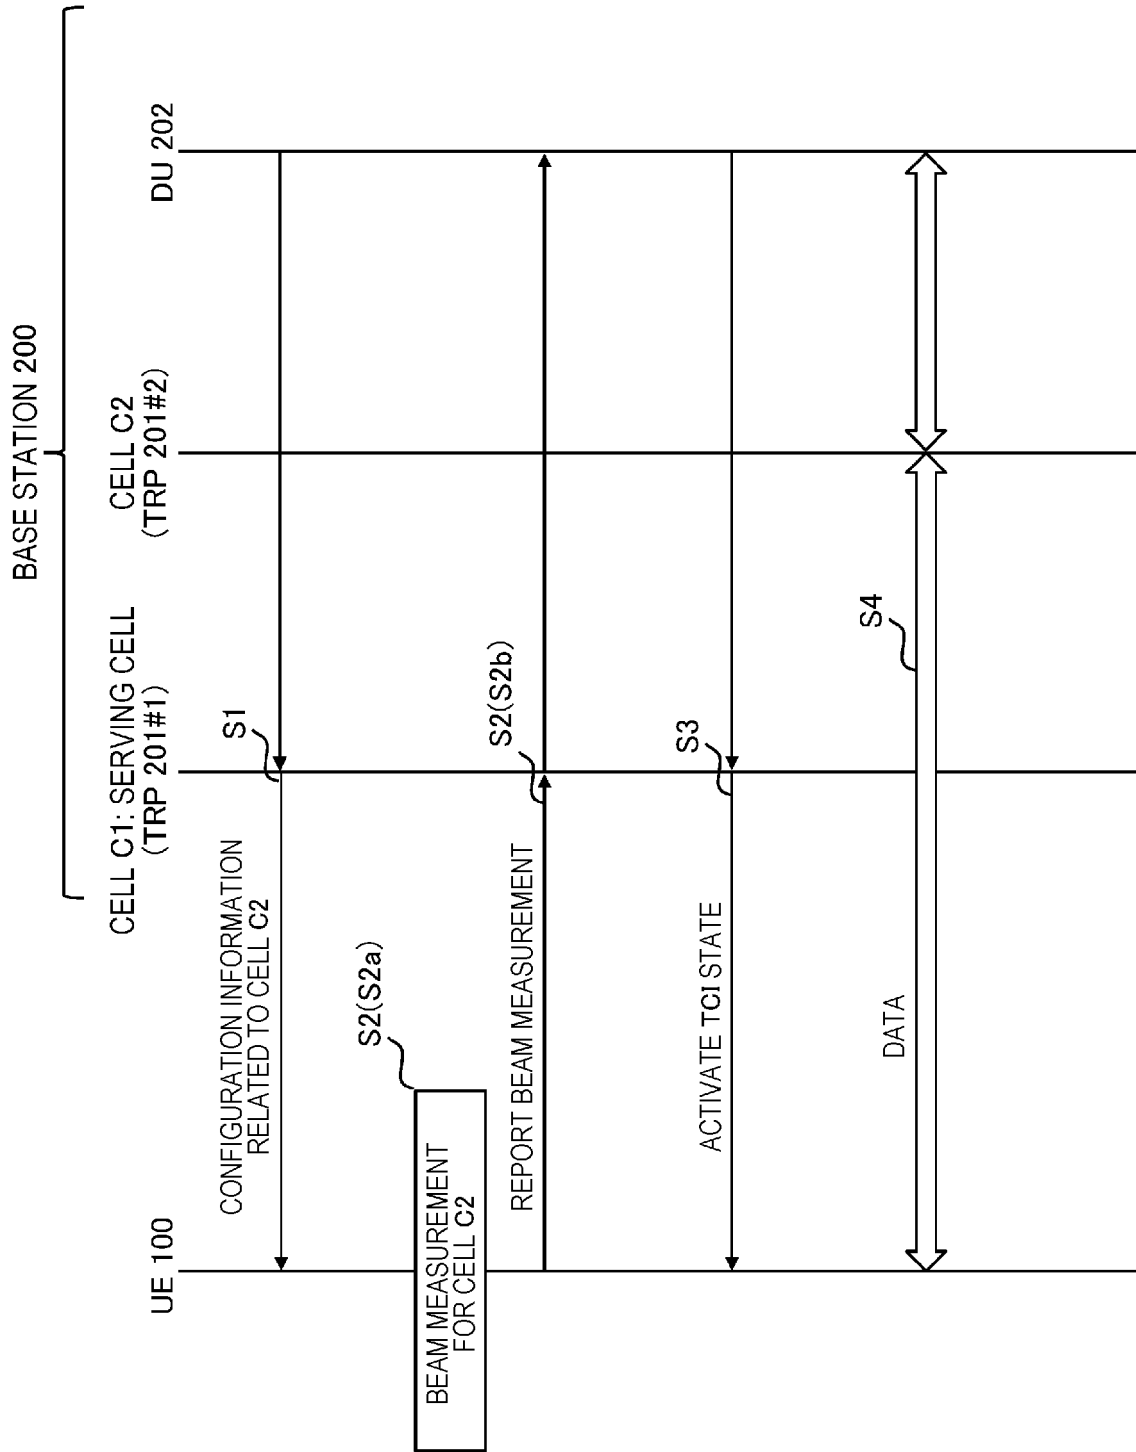 BASE STATION 200
UE 100
CELL C1: SERVING CELL
(TRP 201#1)
CELL C2
(TRP 201#2)
DU 202
CONFIGURATION INFORMATION
RELATED TO CELL C2
S1
BEAM MEASUREMENT
FOR CELL C2
S2(S2a)
REPORT BEAM MEASUREMENT
S2(S2b)
ACTIVATE TCI STATE
S3
DATA
S4